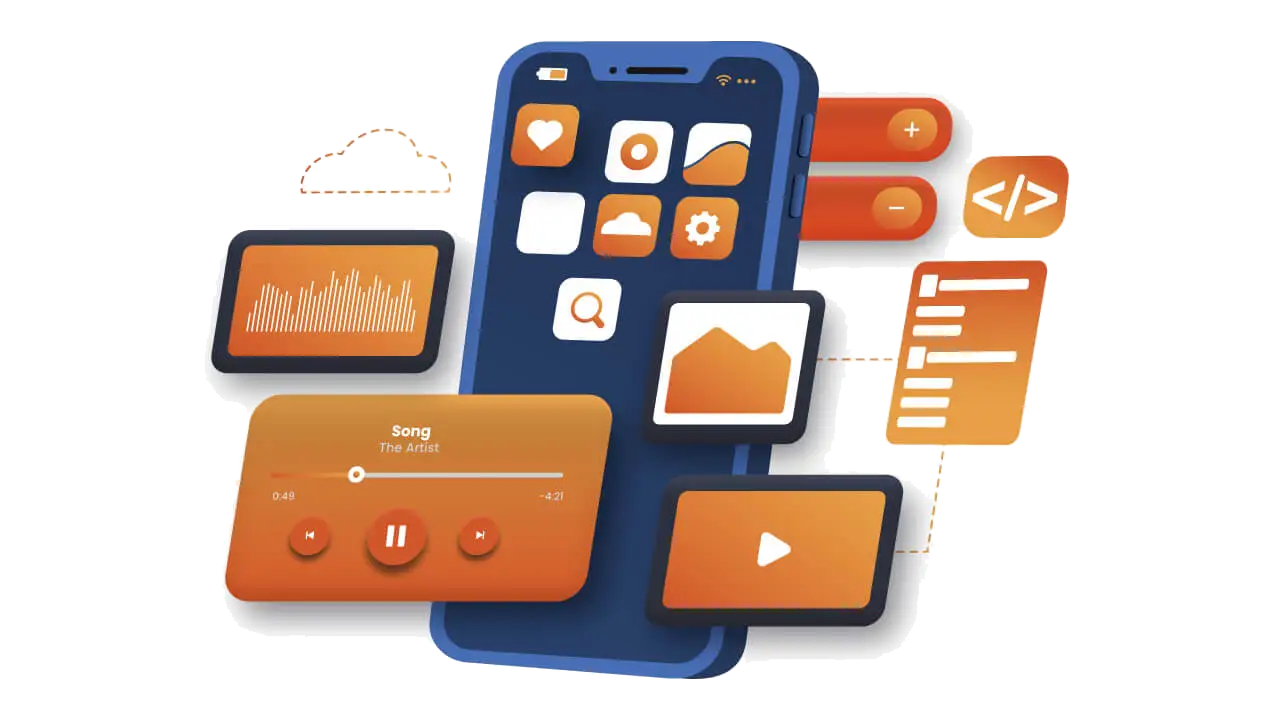 +
</>
−
Song
The Artist
0:49
-4:21